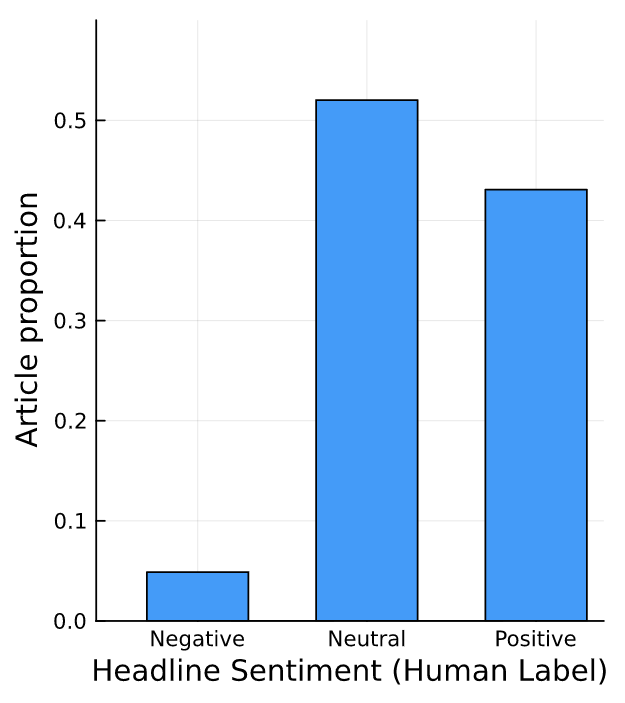 Article proportion
0.5
0.4
0.3
0.2
0.1
0.0
Negative Neutral Positive
Headline Sentiment (Human Label)